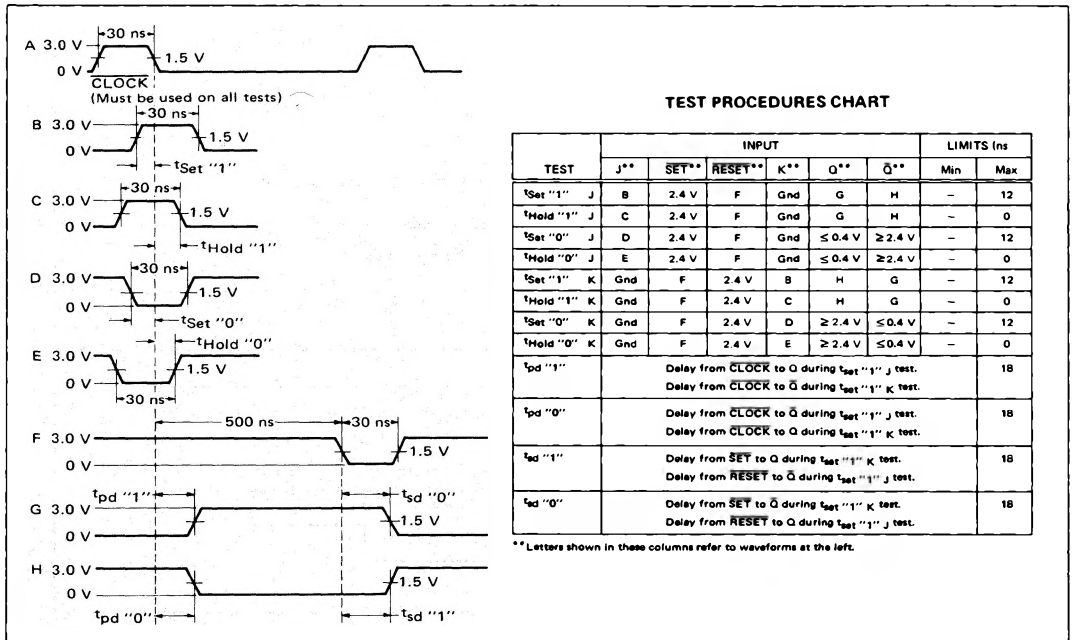 30 ns
A 3.0 V
1.5 V
0 V
CLOCK
(Must be used on all tests)
30 ns
B 3.0 V
1.5 V
0 V
tSet "1"
30 ns
C 3.0 V
1.5 V
0 V
tHold "1"
30 ns
D 3.0 V
1.5 V
0 V
tSet "0"
tHold "0"
E 3.0 V
1.5 V
0 V
30 ns
500 ns 30 ns
F 3.0 V
1.5 V
0 V
tpd "1" tsd "0"
G 3.0 V
1.5 V
0 V
H 3.0 V
1.5 V
0 V
tpd "0" tsd "1"
TEST PROCEDURES CHART
INPUT LIMITS (ns
TEST J** SET** RESET** K** Q** Q̄** Min Max
tSet "1" J B 2.4 V F Gnd G H – 12
tHold "1" J C 2.4 V F Gnd G H – 0
tSet "0" J D 2.4 V F Gnd ≤ 0.4 V ≥ 2.4 V – 12
tHold "0" J E 2.4 V F Gnd ≤ 0.4 V ≥2.4 V – 0
tSet "1" K Gnd F 2.4 V B H G – 12
tHold "1" K Gnd F 2.4 V C H G – 0
tSet "0" K Gnd F 2.4 V D ≥ 2.4 V ≤0.4 V – 12
tHold "0" K Gnd F 2.4 V E ≥ 2.4 V ≤0.4 V – 0
tpd "1" Delay from CLOCK to Q during tset "1" J test. 18
Delay from CLOCK to Q̄ during tset "1" K test.
tpd "0" Delay from CLOCK to Q̄ during tset "1" J test. 18
Delay from CLOCK to Q during tset "1" K test.
tsd "1" Delay from SET to Q during tset "1" K test. 18
Delay from RESET to Q̄ during tset "1" J test.
tsd "0" Delay from SET to Q̄ during tset "1" K test. 18
Delay from RESET to Q during tset "1" J test.
**Letters shown in these columns refer to waveforms at the left.